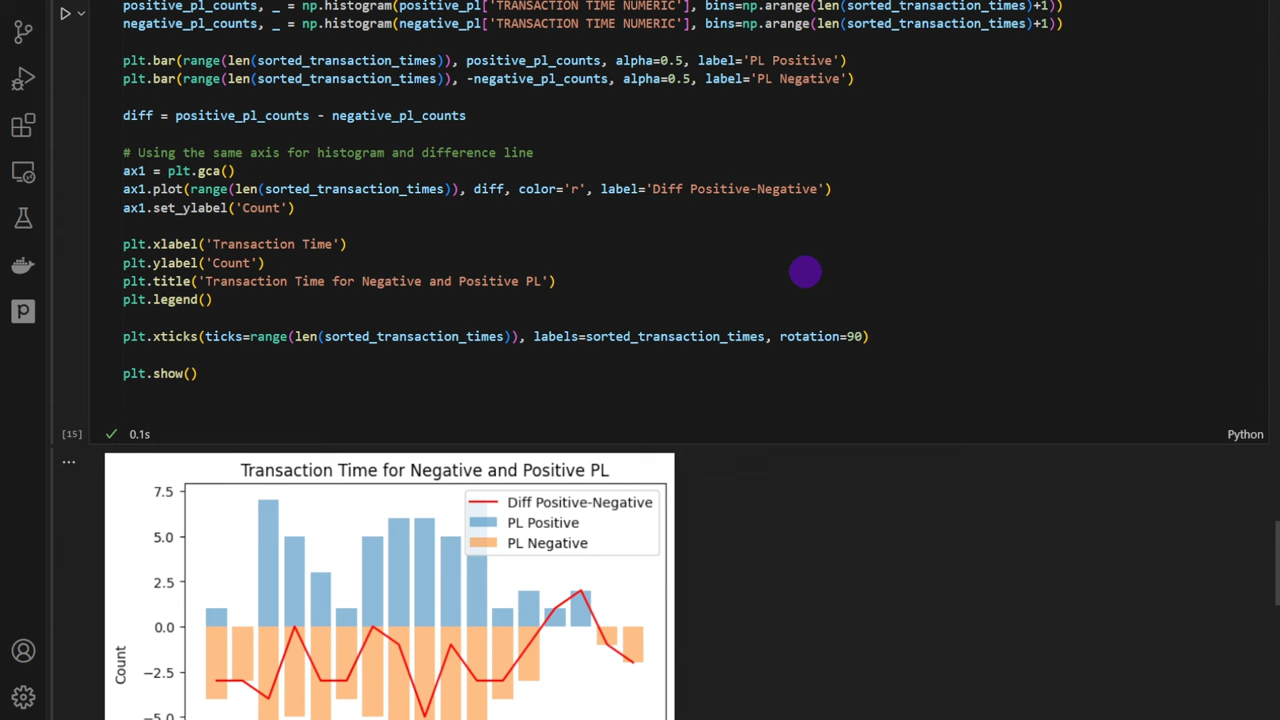 positive_pl_counts, _ = np.histogram(positive_pl['TRANSACTION TIME NUMERIC'], bins=np.arange(len(sorted_transaction_times)+1))
negative_pl_counts, _ = np.histogram(negative_pl['TRANSACTION TIME NUMERIC'], bins=np.arange(len(sorted_transaction_times)+1))
plt.bar(range(len(sorted_transaction_times)), positive_pl_counts, alpha=0.5, label='PL Positive')
plt.bar(range(len(sorted_transaction_times)), -negative_pl_counts, alpha=0.5, label='PL Negative')
diff = positive_pl_counts - negative_pl_counts
# Using the same axis for histogram and difference line
ax1 = plt.gca()
ax1.plot(range(len(sorted_transaction_times)), diff, color='r', label='Diff Positive-Negative')
ax1.set_ylabel('Count')
plt.xlabel('Transaction Time')
plt.ylabel('Count')
plt.title('Transaction Time for Negative and Positive PL')
plt.legend()
plt.xticks(ticks=range(len(sorted_transaction_times)), labels=sorted_transaction_times, rotation=90)
plt.show()
[15]
0.1s
Python
...
Transaction Time for Negative and Positive PL
7.5
5.0
2.5
0.0
−2.5
−5.0
Count
Diff Positive-Negative
PL Positive
PL Negative